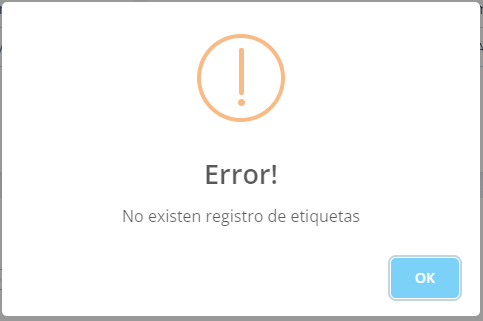 Error!
No existen registro de etiquetas
OK